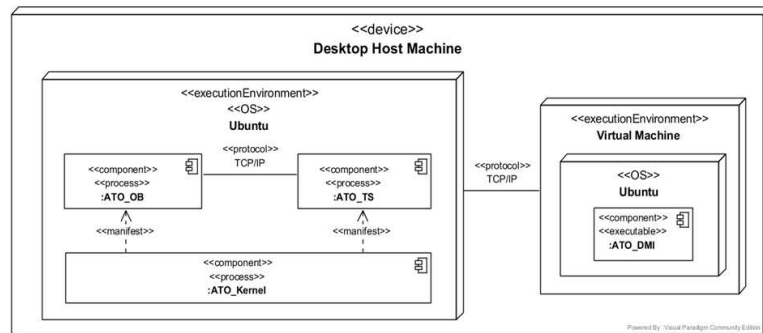 <<device>>
Desktop Host Machine
<<executionEnvironment>>
<<OS>>
Ubuntu
<<component>>
<<process>>
:ATO_OB
<<protocol>>
TCP/IP
<<component>>
<<process>>
:ATO_TS
<<manifest>>
<<manifest>>
<<component>>
<<process>>
:ATO_Kernel
<<protocol>>
TCP/IP
<<executionEnvironment>>
Virtual Machine
<<OS>>
Ubuntu
<<component>>
<<executable>>
:ATO_DMI
Powered By Visual Paradigm Community Edition